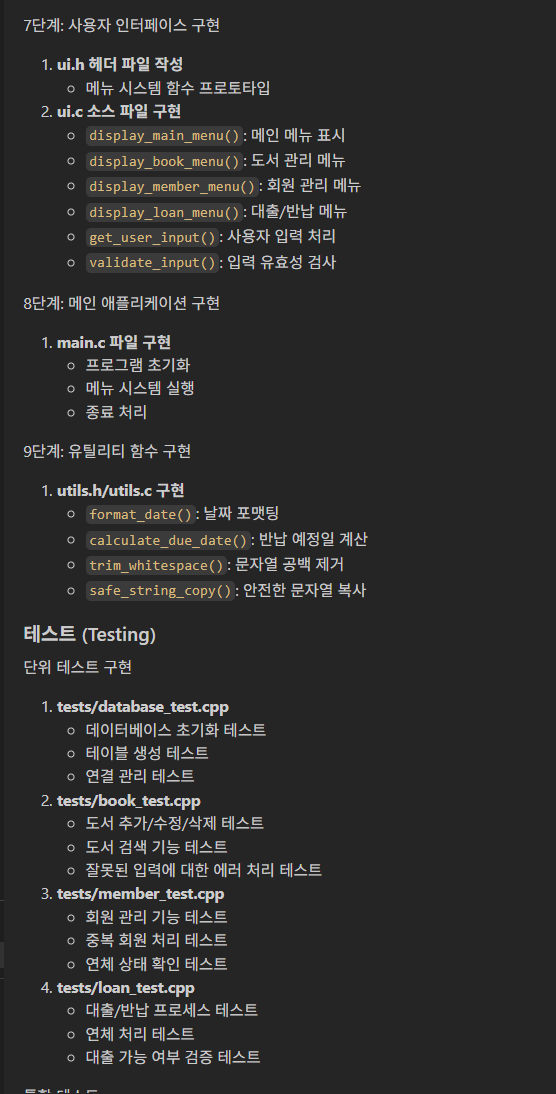 7단계: 사용자 인터페이스 구현
1. ui.h 헤더 파일 작성
메뉴 시스템 함수 프로토타입
2. ui.c 소스 파일 구현
display_main_menu(): 메인 메뉴 표시
display_book_menu(): 도서 관리 메뉴
display_member_menu(): 회원 관리 메뉴
display_loan_menu(): 대출/반납 메뉴
get_user_input(): 사용자 입력 처리
validate_input(): 입력 유효성 검사
8단계: 메인 애플리케이션 구현
1. main.c 파일 구현
프로그램 초기화
메뉴 시스템 실행
종료 처리
9단계: 유틸리티 함수 구현
1. utils.h/utils.c 구현
format_date(): 날짜 포맷팅
calculate_due_date(): 반납 예정일 계산
trim_whitespace(): 문자열 공백 제거
safe_string_copy(): 안전한 문자열 복사
테스트 (Testing)
단위 테스트 구현
1. tests/database_test.cpp
데이터베이스 초기화 테스트
테이블 생성 테스트
연결 관리 테스트
2. tests/book_test.cpp
도서 추가/수정/삭제 테스트
도서 검색 기능 테스트
잘못된 입력에 대한 에러 처리 테스트
3. tests/member_test.cpp
회원 관리 기능 테스트
중복 회원 처리 테스트
연체 상태 확인 테스트
4. tests/loan_test.cpp
대출/반납 프로세스 테스트
연체 처리 테스트
대출 가능 여부 검증 테스트